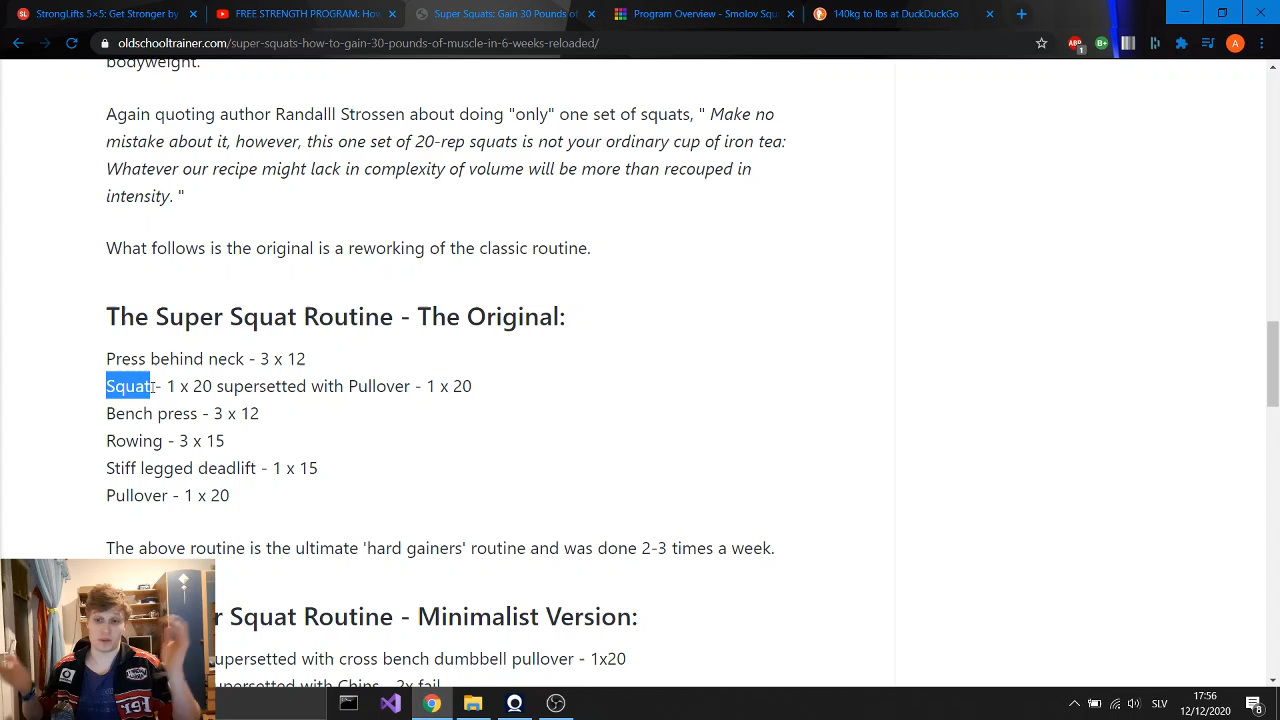 StrongLifts 5×5: Get Stronger by
FREE STRENGTH PROGRAM: How
Super Squats: Gain 30 Pounds of
Program Overview - Smolov Squ
140kg to lbs at DuckDuckGo
oldschooltrainer.com/super-squats-how-to-gain-30-pounds-of-muscle-in-6-weeks-reloaded/
bodyweight.
Again quoting author Randalll Strossen about doing "only" one set of squats, " Make no
mistake about it, however, this one set of 20-rep squats is not your ordinary cup of iron tea:
Whatever our recipe might lack in complexity of volume will be more than recouped in
intensity. "
What follows is the original is a reworking of the classic routine.
The Super Squat Routine - The Original:
Press behind neck - 3 x 12
Squat - 1 x 20 supersetted with Pullover - 1 x 20
Bench press - 3 x 12
Rowing - 3 x 15
Stiff legged deadlift - 1 x 15
Pullover - 1 x 20
The above routine is the ultimate 'hard gainers' routine and was done 2-3 times a week.
r Squat Routine - Minimalist Version:
upersetted with cross bench dumbbell pullover - 1x20
upersetted with Chins - 2x fail
SLV
17:56
12/12/2020